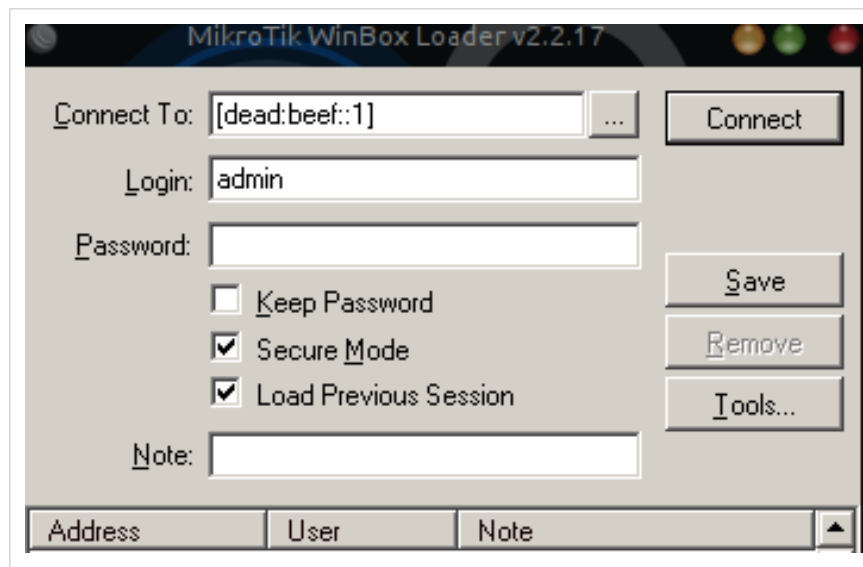 MikroTik WinBox Loader v2.2.17
Connect To: [dead:beef::1] ... Connect
Login: admin
Password:
Keep Password
Save
Secure Mode
Remove
Load Previous Session
Tools...
Note:
Address User Note